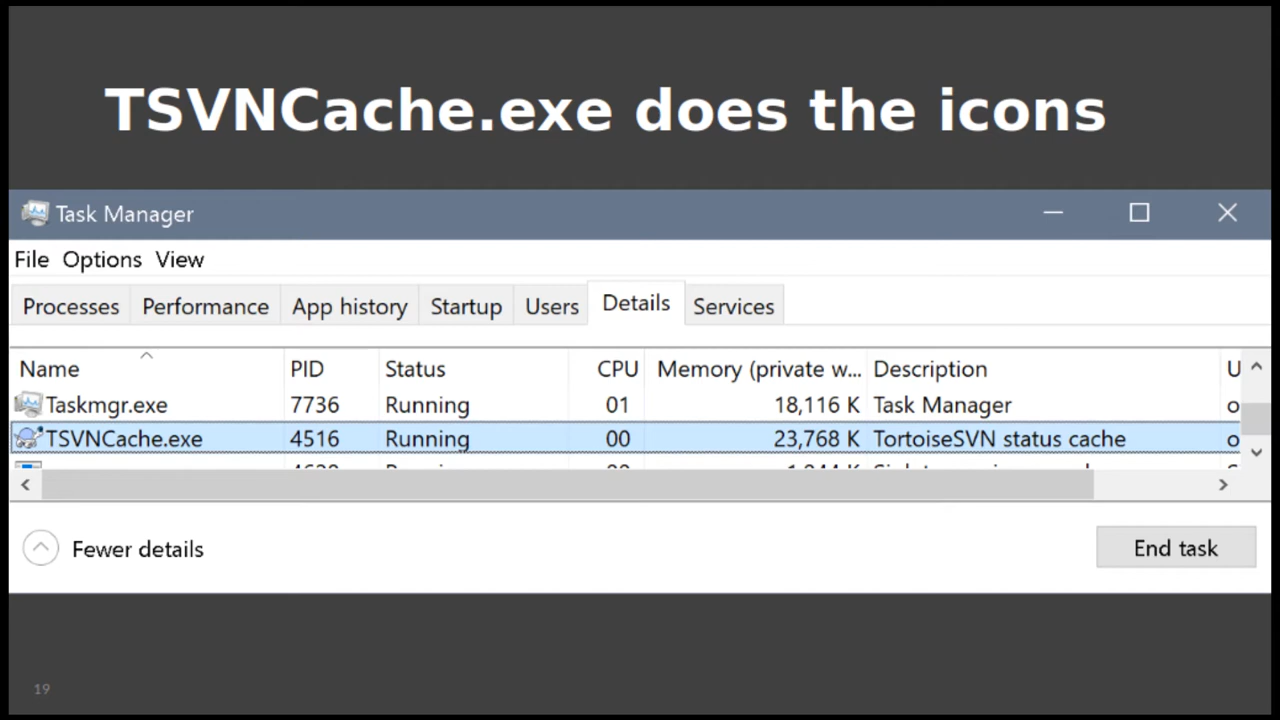 TSVNCache.exe does the icons
Task Manager
File Options View
Processes Performance App history Startup Users Details Services
Name PID Status CPU Memory (private w... Description U
Taskmgr.exe 7736 Running 01 18,116 K Task Manager o
TSVNCache.exe 4516 Running 00 23,768 K TortoiseSVN status cache o
Fewer details End task
19